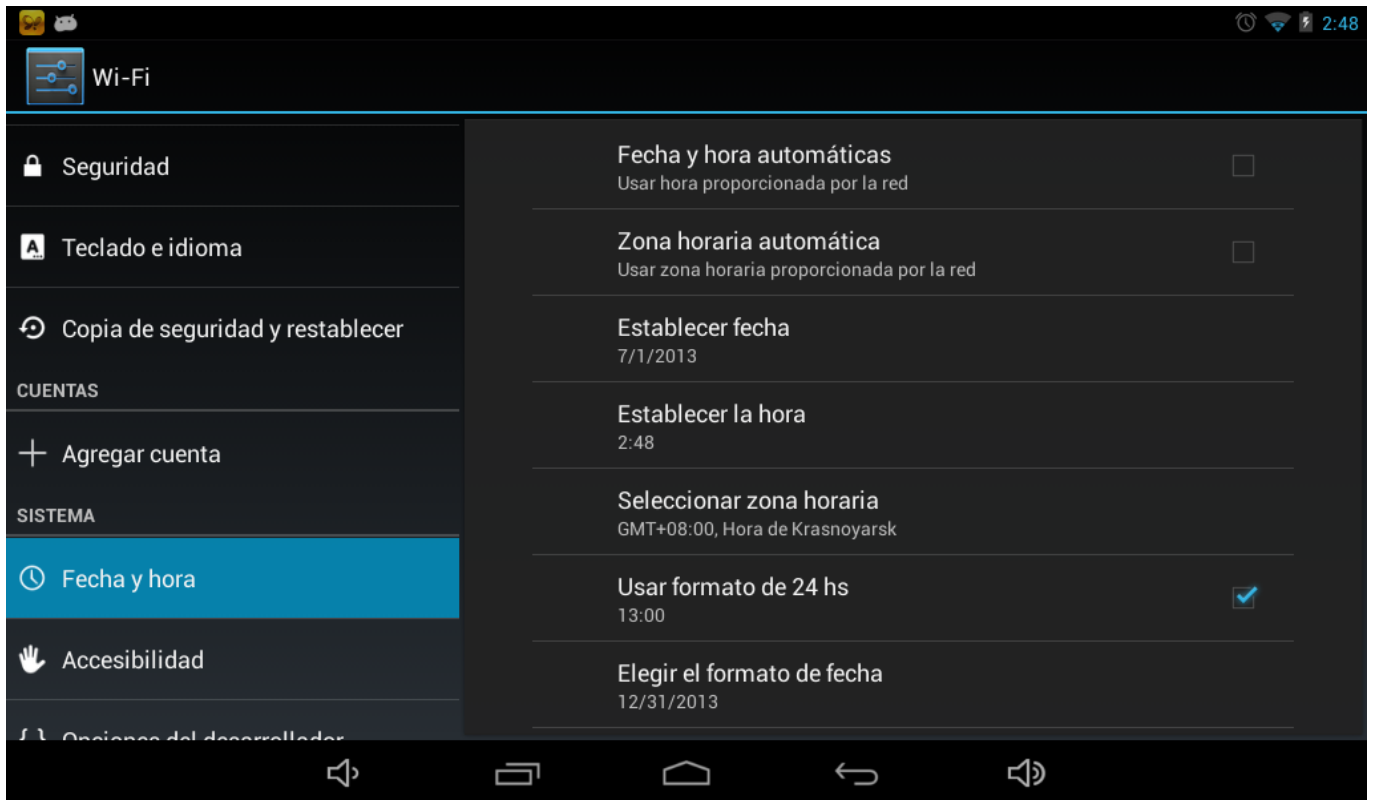 2:48
Wi-Fi
Seguridad
Teclado e idioma
Copia de seguridad y restablecer
CUENTAS
Agregar cuenta
SISTEMA
Fecha y hora
Accesibilidad
Opciones del desarrollador
Fecha y hora automáticas
Usar hora proporcionada por la red
Zona horaria automática
Usar zona horaria proporcionada por la red
Establecer fecha
7/1/2013
Establecer la hora
2:48
Seleccionar zona horaria
GMT+08:00, Hora de Krasnoyarsk
Usar formato de 24 hs
13:00
Elegir el formato de fecha
12/31/2013